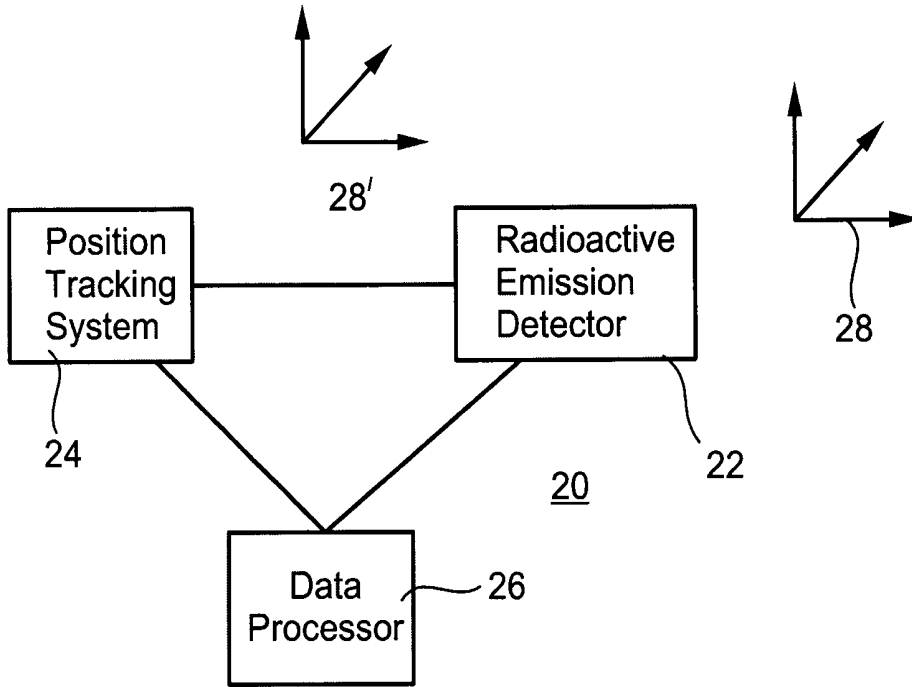 28'
Position
Tracking
System
Radioactive
Emission
Detector
28
24
22
20
Data
Processor
26